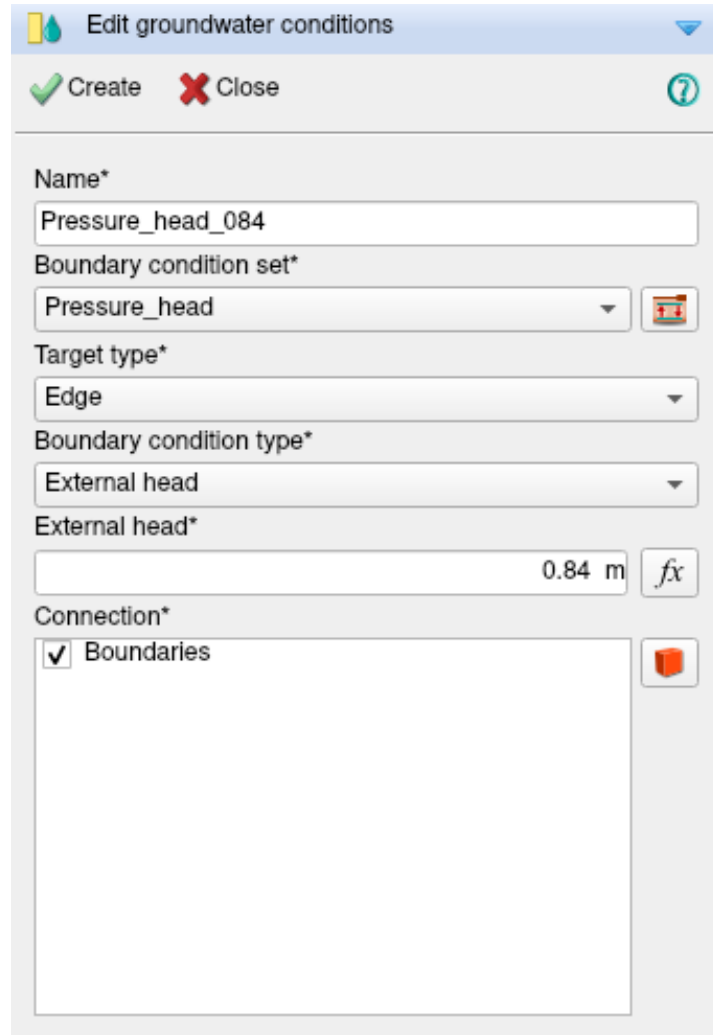 Edit groundwater conditions
Create Close ?
Name*
Pressure_head_084
Boundary condition set*
Pressure_head
Target type*
Edge
Boundary condition type*
External head
External head*
0.84 m fx
Connection*
Boundaries